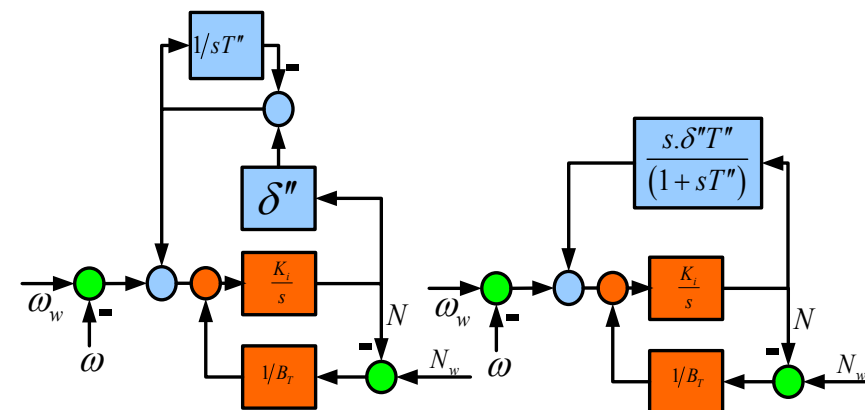 1/sT″
-
δ″
ω_w
-
ω
K_i
s
N
-
1/B_T
N_w
s.δ″T″
(1+sT″)
ω_w
-
ω
K_i
s
N
-
1/B_T
N_w